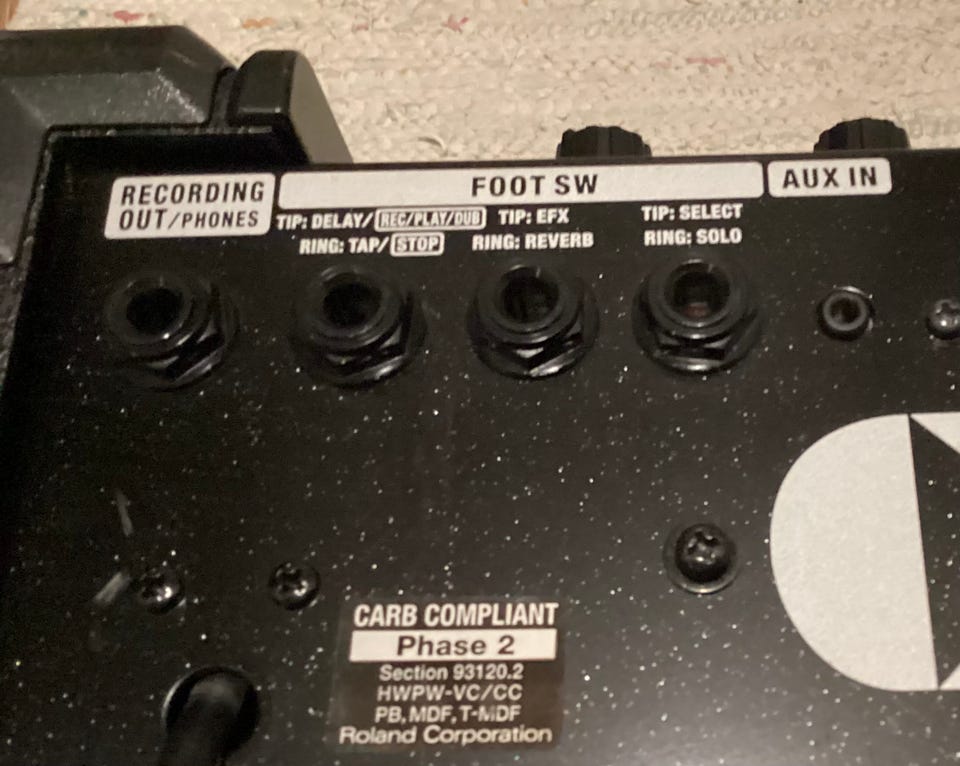 RECORDING
OUT/PHONES
FOOT SW
AUX IN
TIP: DELAY/REC/PLAY/DUB
RING: TAP/STOP
TIP: EFX
RING: REVERB
TIP: SELECT
RING: SOLO
CARB COMPLIANT
Phase 2
Section 93120.2
HWPW-VC/CC
PB, MDF, T-MDF
Roland Corporation